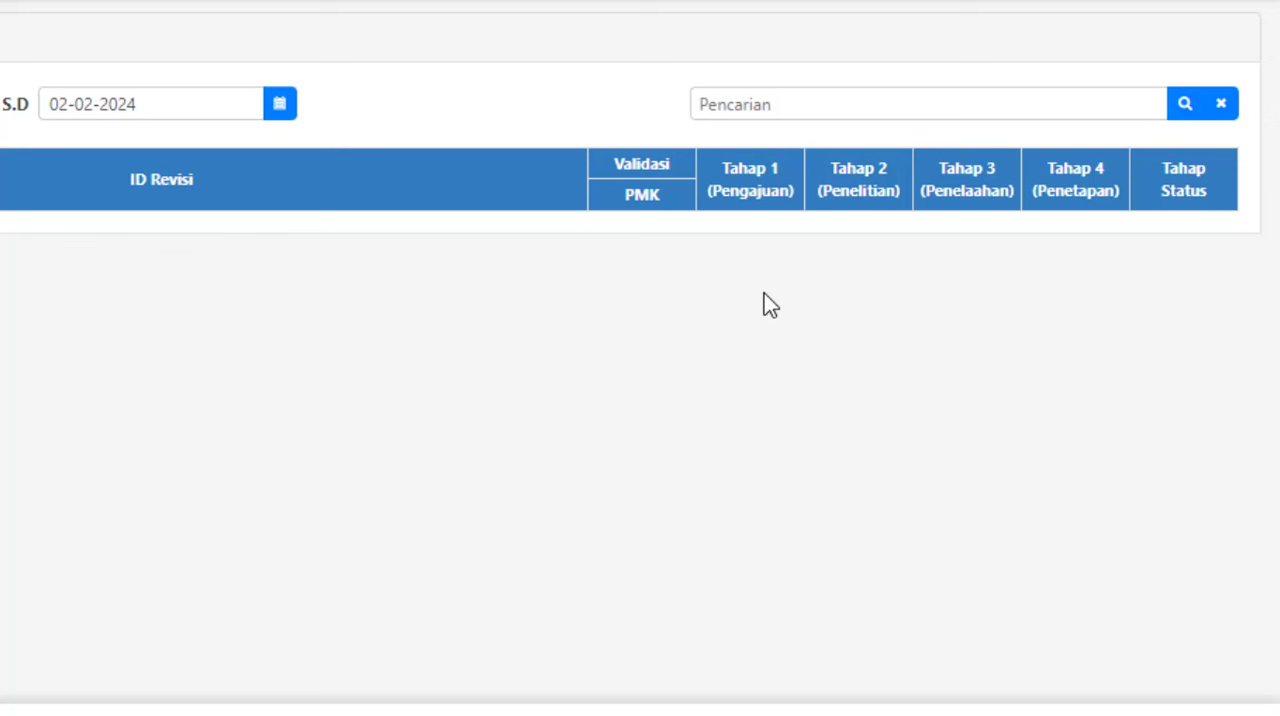 S.D 02-02-2024 Pencarian
ID Revisi
Validasi
PMK
Tahap 1
(Pengajuan)
Tahap 2
(Penelitian)
Tahap 3
(Penelaahan)
Tahap 4
(Penetapan)
Tahap
Status